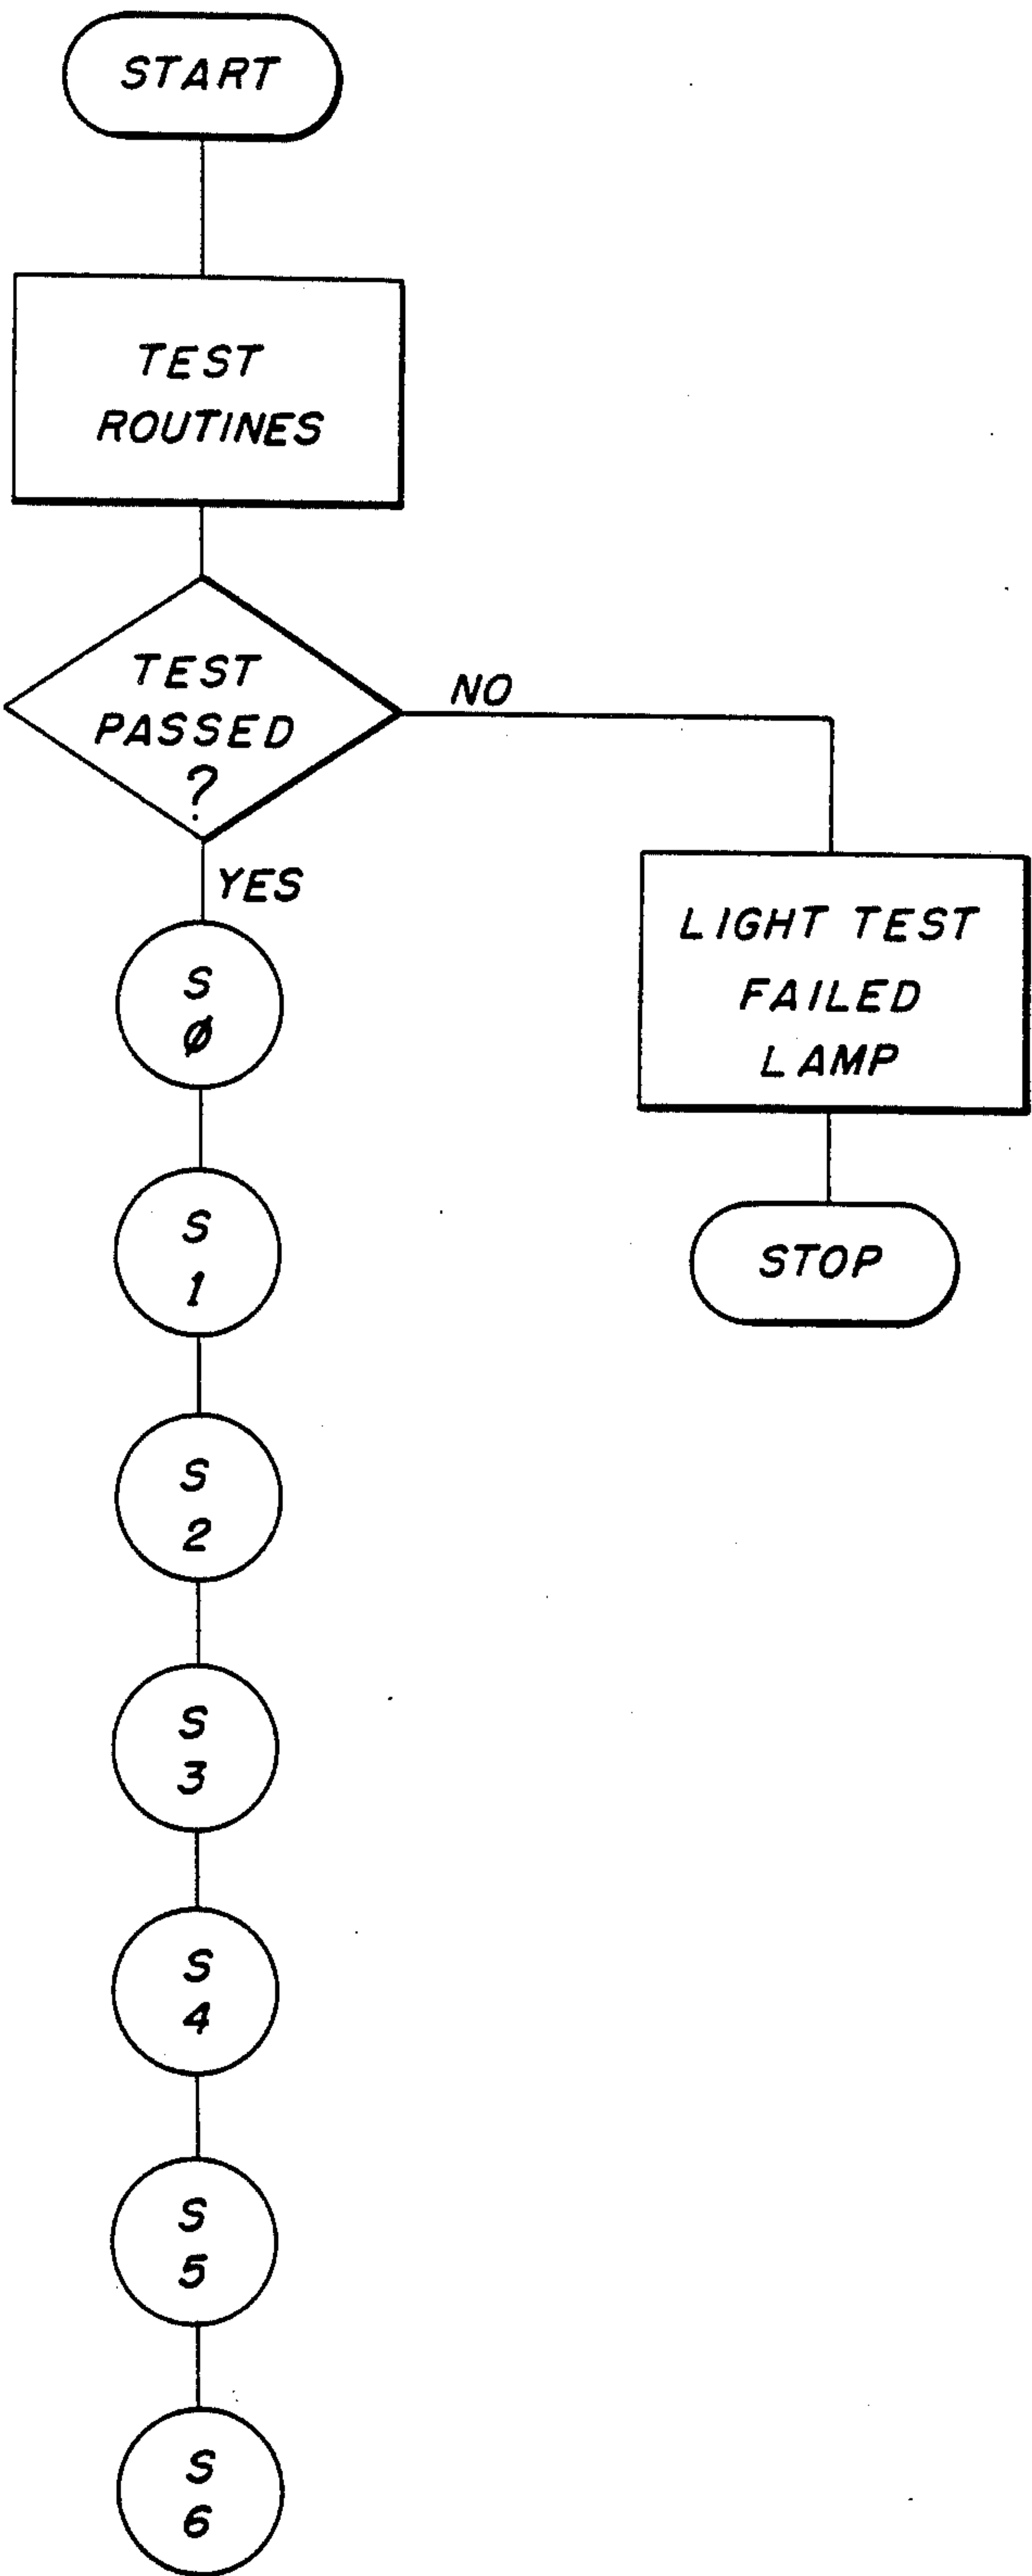 START
TEST
ROUTINES
TEST
PASSED
?
NO
YES
LIGHT TEST
FAILED
LAMP
STOP
S
Ø
S
1
S
2
S
3
S
4
S
5
S
6